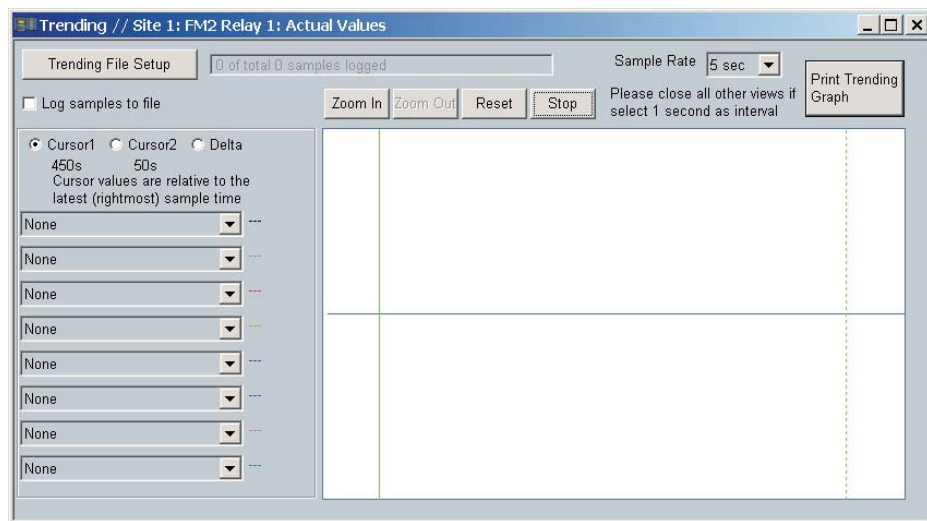 Trending // Site 1: FM2 Relay 1: Actual Values
Trending File Setup
0 of total 0 samples logged
Sample Rate
5 sec
Print Trending
Graph
Log samples to file
Zoom In
Zoom Out
Reset
Stop
Please close all other views if
select 1 second as interval
Cursor1
Cursor2
Delta
450s
50s
Cursor values are relative to the
latest (rightmost) sample time
None ---
None ---
None ---
None ---
None ---
None ---
None ---
None ---